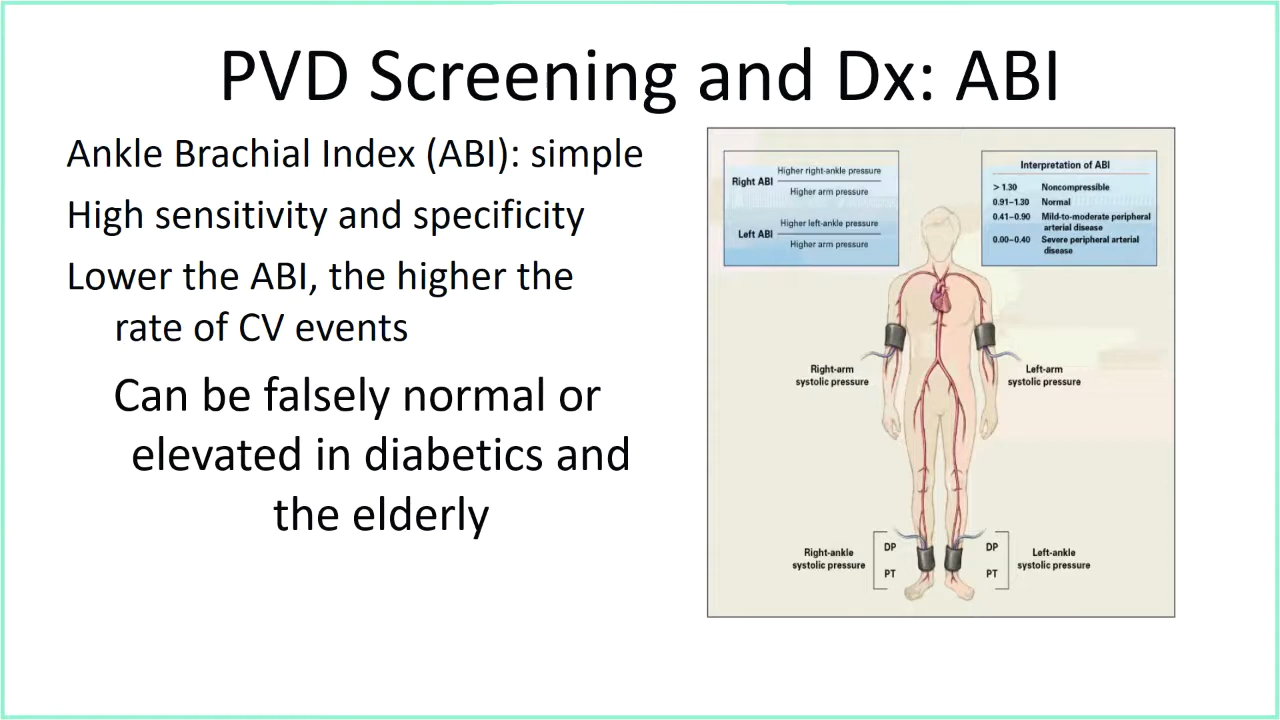 PVD Screening and Dx: ABI
Ankle Brachial Index (ABI): simple
High sensitivity and specificity
Lower the ABI, the higher the
rate of CV events
Can be falsely normal or
elevated in diabetics and
the elderly
Right ABI
Higher right-ankle pressure
Higher arm pressure
Left ABI
Higher left-ankle pressure
Higher arm pressure
Interpretation of ABI
> 1.30 Noncompressible
0.91–1.30 Normal
0.41–0.90 Mild-to-moderate peripheral
arterial disease
0.00–0.40 Severe peripheral arterial
disease
Right-arm
systolic pressure
Left-arm
systolic pressure
Right-ankle
systolic pressure
DP
PT
DP
PT
Left-ankle
systolic pressure